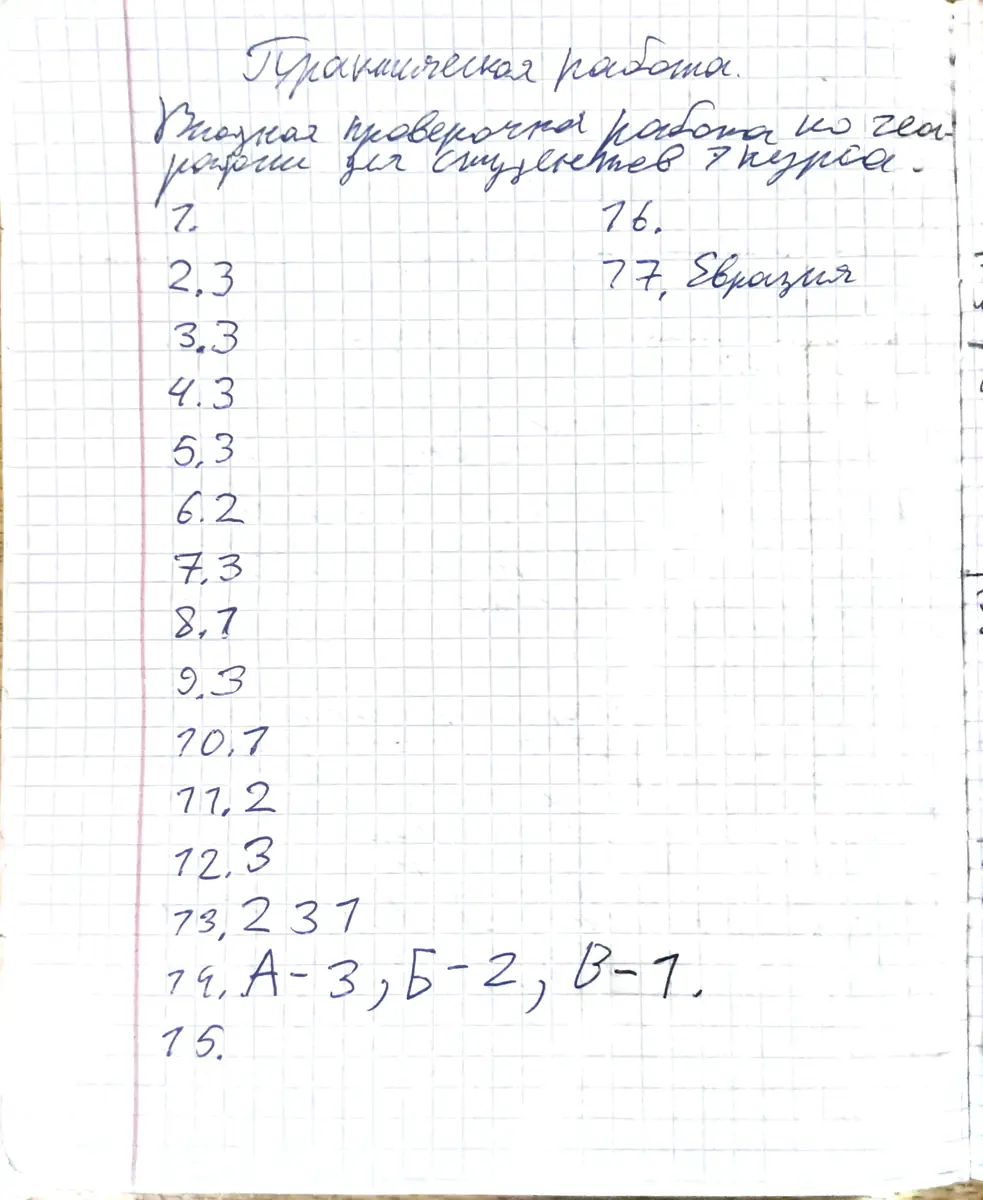 Практическая работа.
Входная проверочная работа по геог-
рафии для студентов 1 курса.
1.
2.3
3.3
4.3
5.3
6.2
7.3
8.1
9.3
10.1
11.2
12.3
13.2 3 1
14. А-3, Б-2, В-1.
15.
16.
17. Евразия